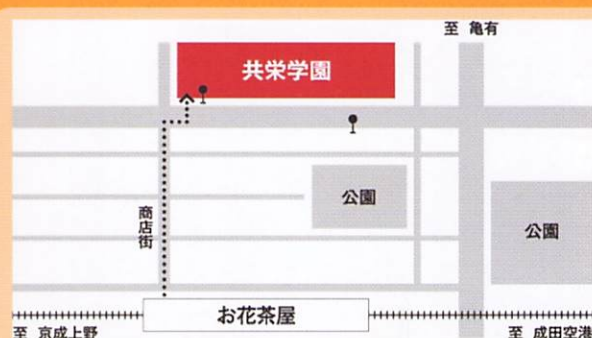 至 亀有
共栄学園
公園
商店街
公園
お花茶屋
至 京成上野
至 成田空港